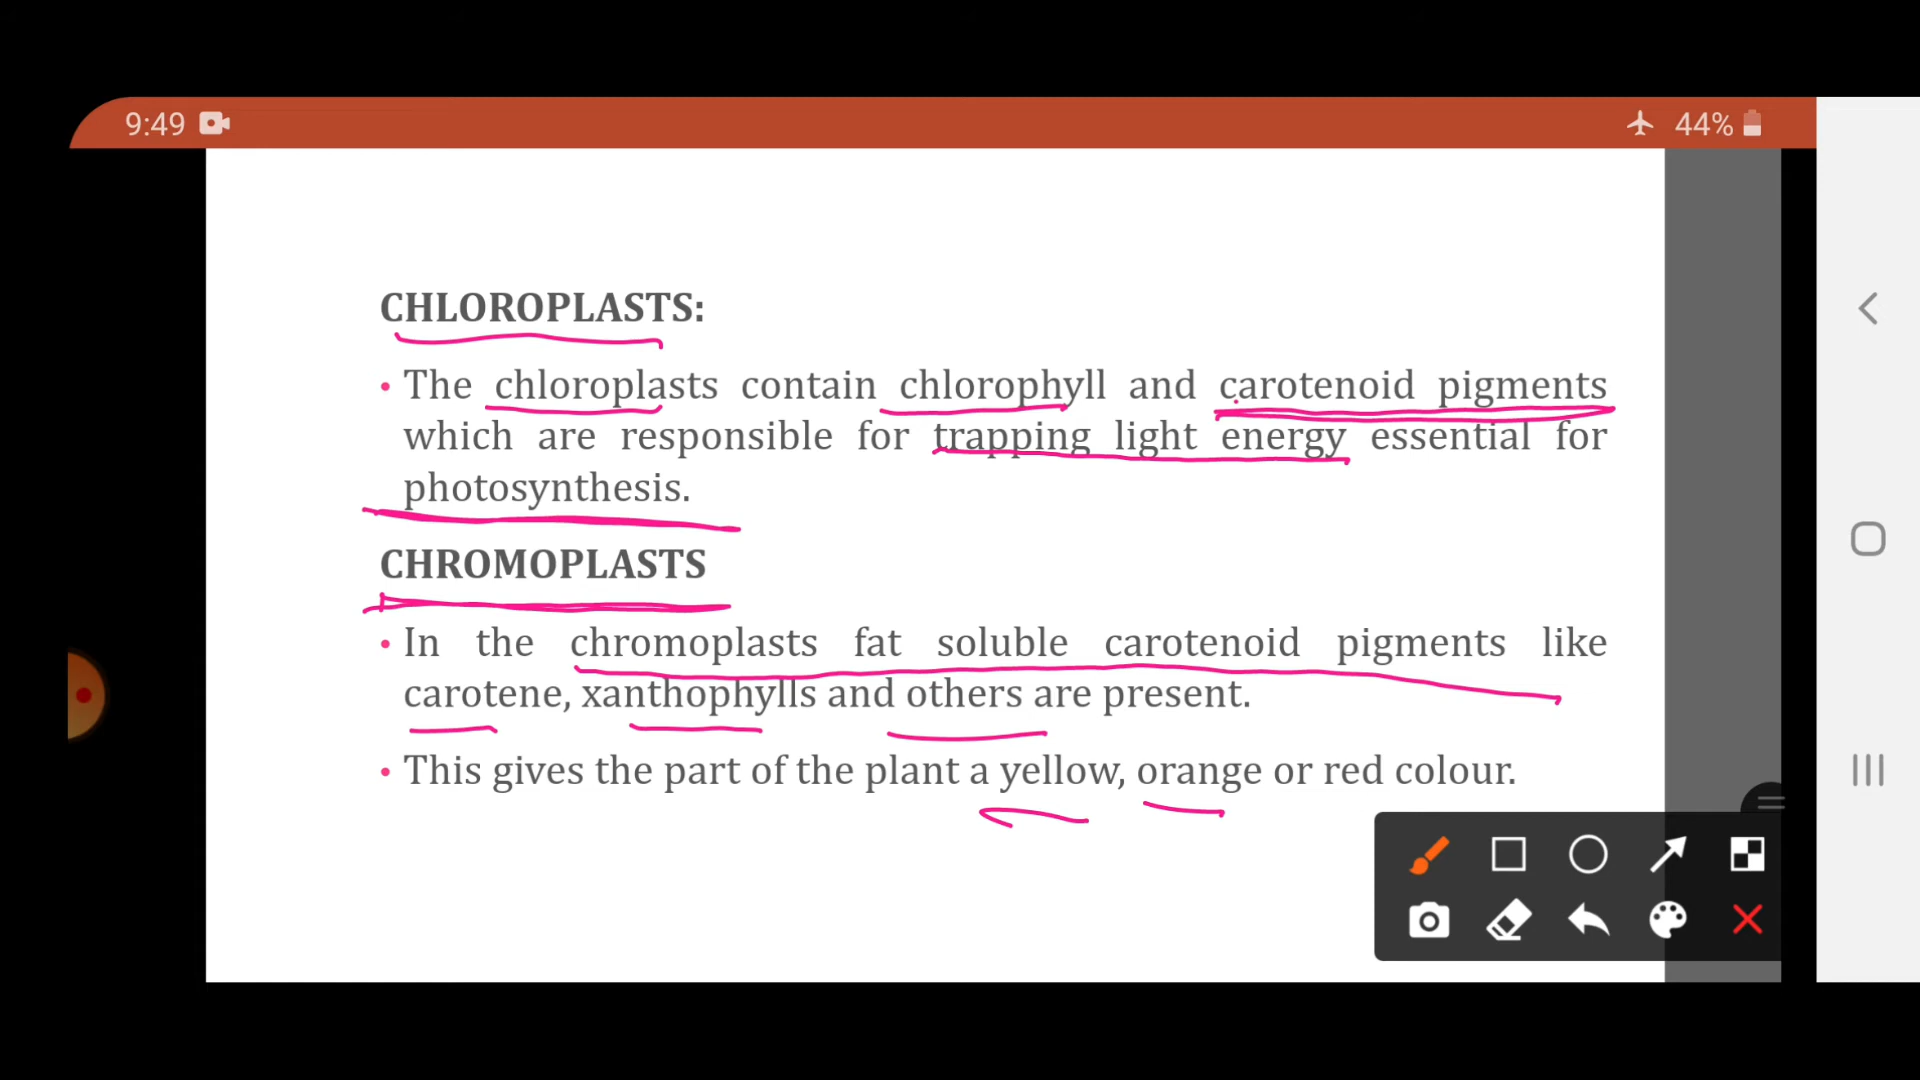 9:49 44%
CHLOROPLASTS:
• The chloroplasts contain chlorophyll and carotenoid pigments
which are responsible for trapping light energy essential for
photosynthesis.
CHROMOPLASTS
• In the chromoplasts fat soluble carotenoid pigments like
carotene, xanthophylls and others are present.
• This gives the part of the plant a yellow, orange or red colour.